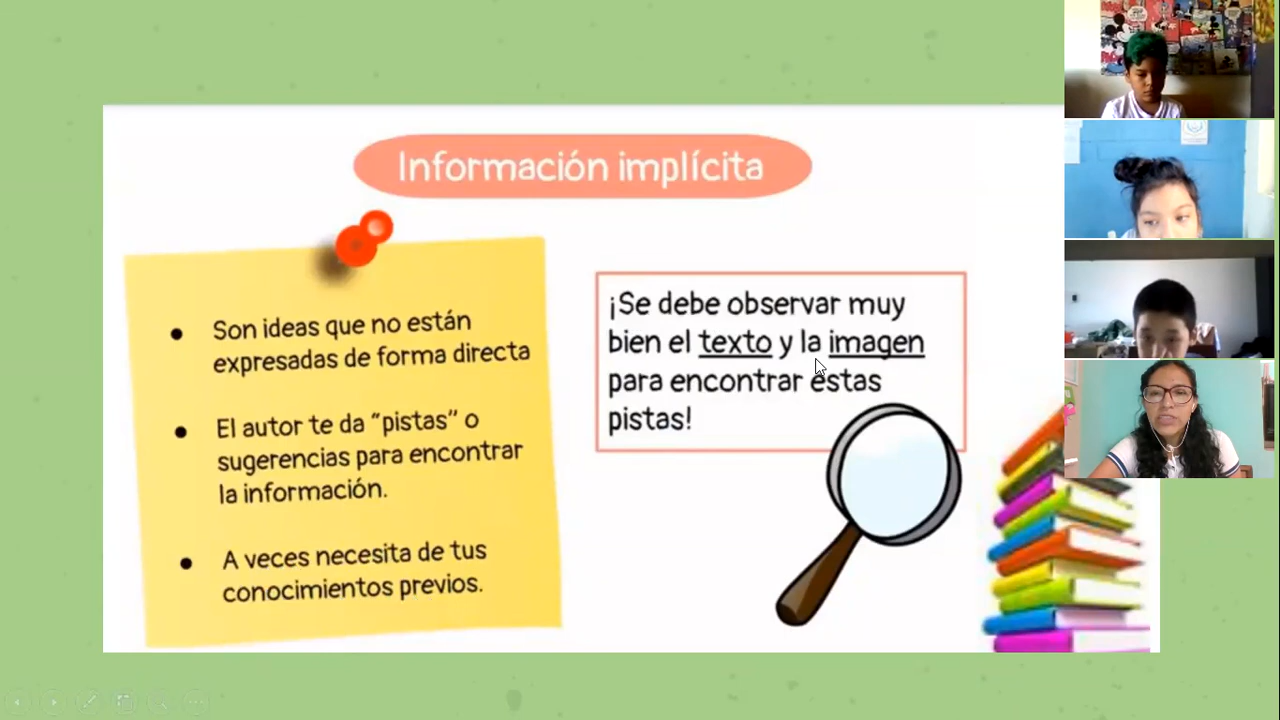 Información implícita
● Son ideas que no están
expresadas de forma directa
● El autor te da “pistas” o
sugerencias para encontrar
la información.
● A veces necesita de tus
conocimientos previos.
¡Se debe observar muy
bien el texto y la imagen
para encontrar estas
pistas!